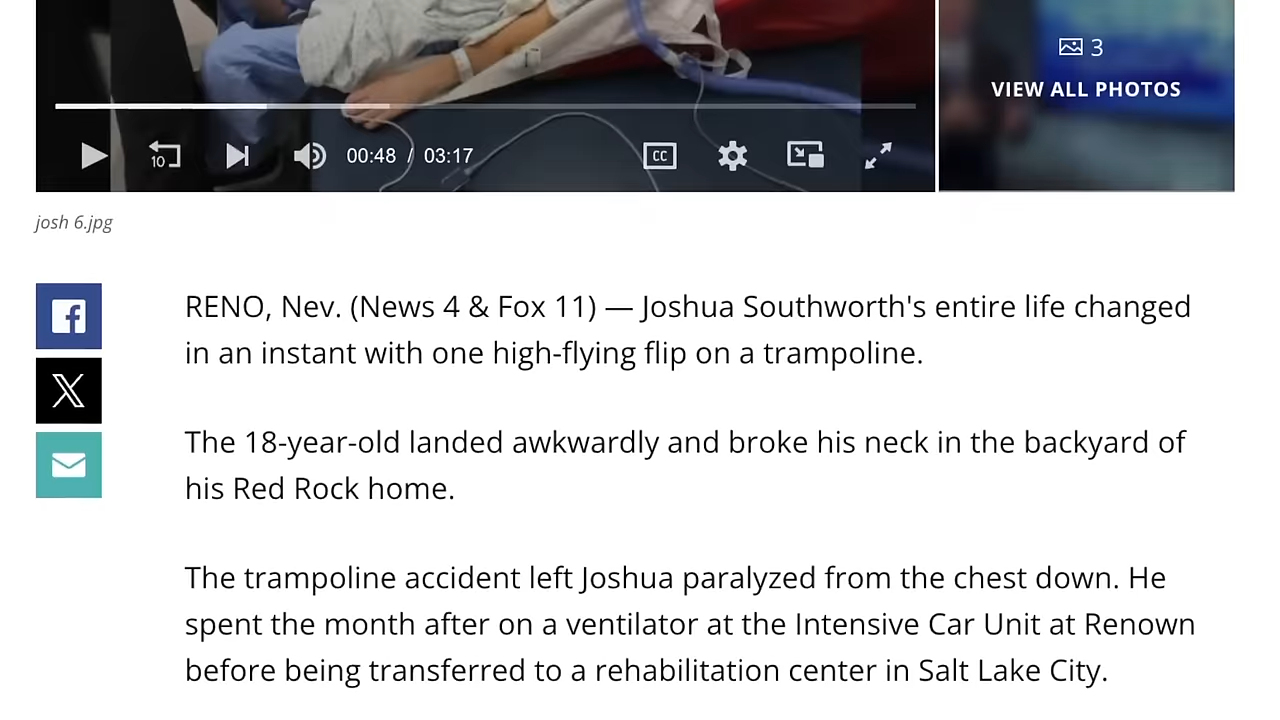 3
VIEW ALL PHOTOS
10
00:48 / 03:17
CC
josh 6.jpg
RENO, Nev. (News 4 & Fox 11) — Joshua Southworth's entire life changed
in an instant with one high-flying flip on a trampoline.
The 18-year-old landed awkwardly and broke his neck in the backyard of
his Red Rock home.
The trampoline accident left Joshua paralyzed from the chest down. He
spent the month after on a ventilator at the Intensive Car Unit at Renown
before being transferred to a rehabilitation center in Salt Lake City.